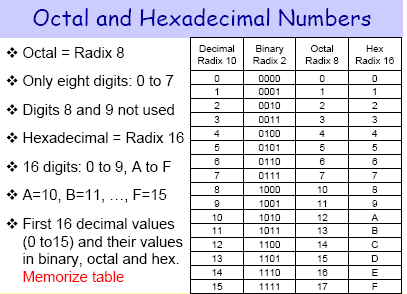 Octal and Hexadecimal Numbers
❖ Octal = Radix 8
❖ Only eight digits: 0 to 7
❖ Digits 8 and 9 not used
❖ Hexadecimal = Radix 16
❖ 16 digits: 0 to 9, A to F
❖ A=10, B=11, …, F=15
❖ First 16 decimal values
(0 to15) and their values
in binary, octal and hex.
Memorize table
Decimal Binary Octal Hex
Radix 10 Radix 2 Radix 8 Radix 16
0 0000 0 0
1 0001 1 1
2 0010 2 2
3 0011 3 3
4 0100 4 4
5 0101 5 5
6 0110 6 6
7 0111 7 7
8 1000 10 8
9 1001 11 9
10 1010 12 A
11 1011 13 B
12 1100 14 C
13 1101 15 D
14 1110 16 E
15 1111 17 F